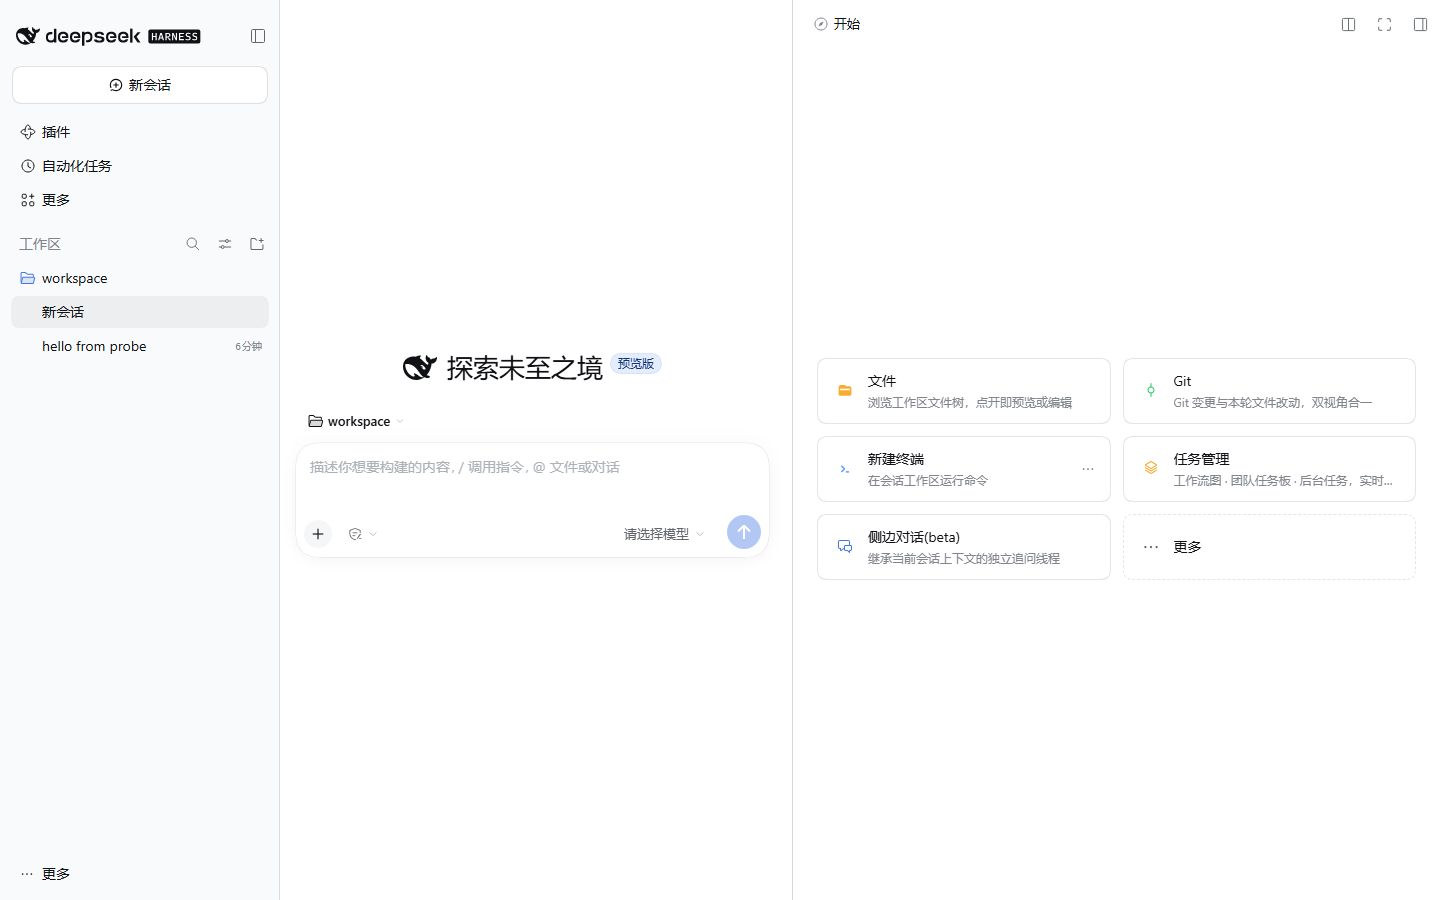 deepseek HARNESS
新会话
插件
自动化任务
更多
工作区
workspace
新会话
hello from probe 6分钟
更多
探索未至之境 预览版
workspace
描述你想要构建的内容, / 调用指令, @ 文件或对话
请选择模型
开始
文件
浏览工作区文件树，点开即预览或编辑
Git
Git 变更与本轮文件改动，双视角合一
新建终端
在会话工作区运行命令
任务管理
工作流图 · 团队任务板 · 后台任务，实时...
侧边对话(beta)
继承当前会话上下文的独立追问线程
更多